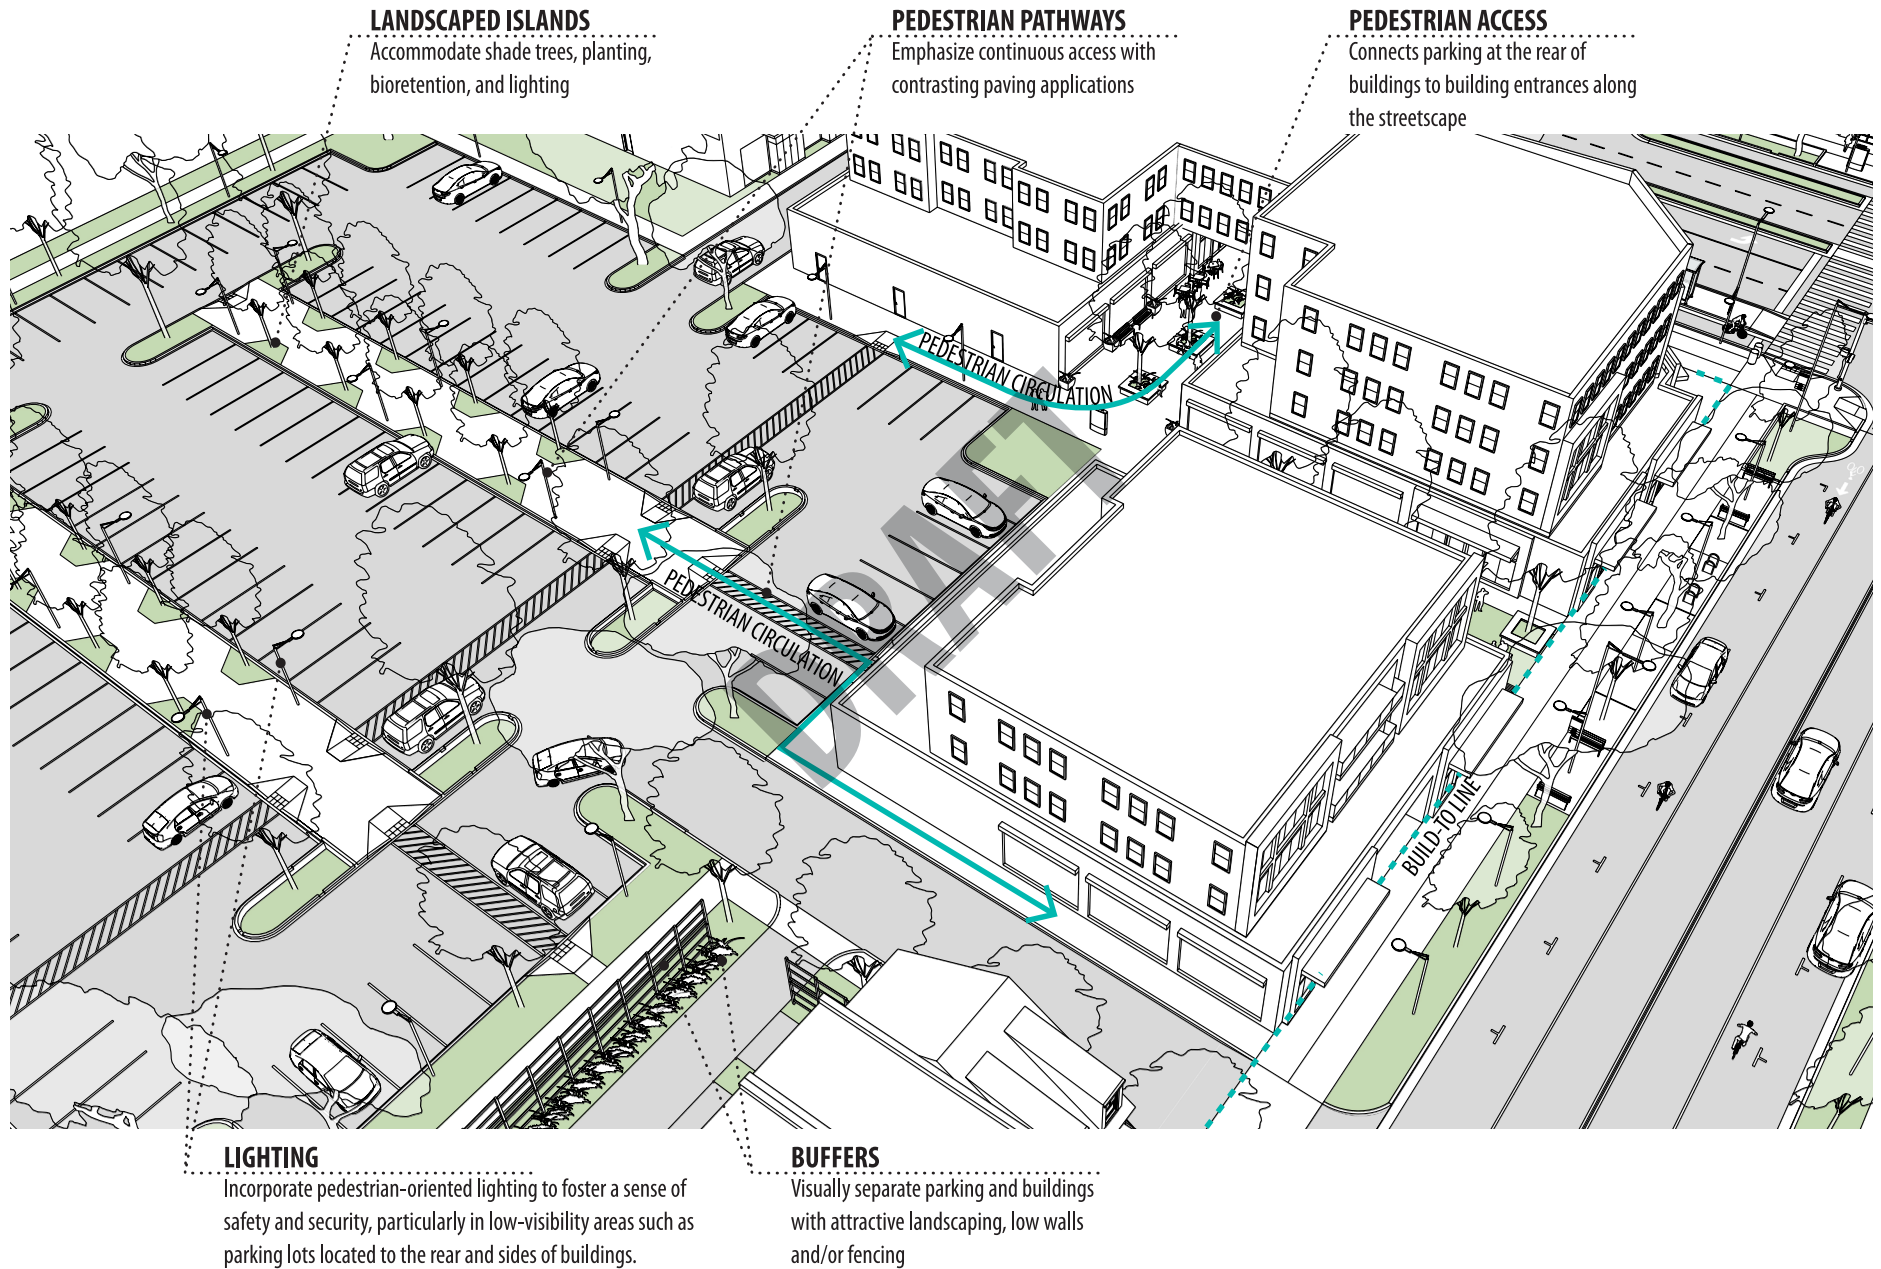 LANDSCAPED ISLANDS
Accommodate shade trees, planting,
bioretention, and lighting
PEDESTRIAN PATHWAYS
Emphasize continuous access with
contrasting paving applications
PEDESTRIAN ACCESS
Connects parking at the rear of
buildings to building entrances along
the streetscape
PEDESTRIAN CIRCULATION
PEDESTRIAN CIRCULATION
DRAFT
BUILD-TO LINE
LIGHTING
Incorporate pedestrian-oriented lighting to foster a sense of
safety and security, particularly in low-visibility areas such as
parking lots located to the rear and sides of buildings.
BUFFERS
Visually separate parking and buildings
with attractive landscaping, low walls
and/or fencing